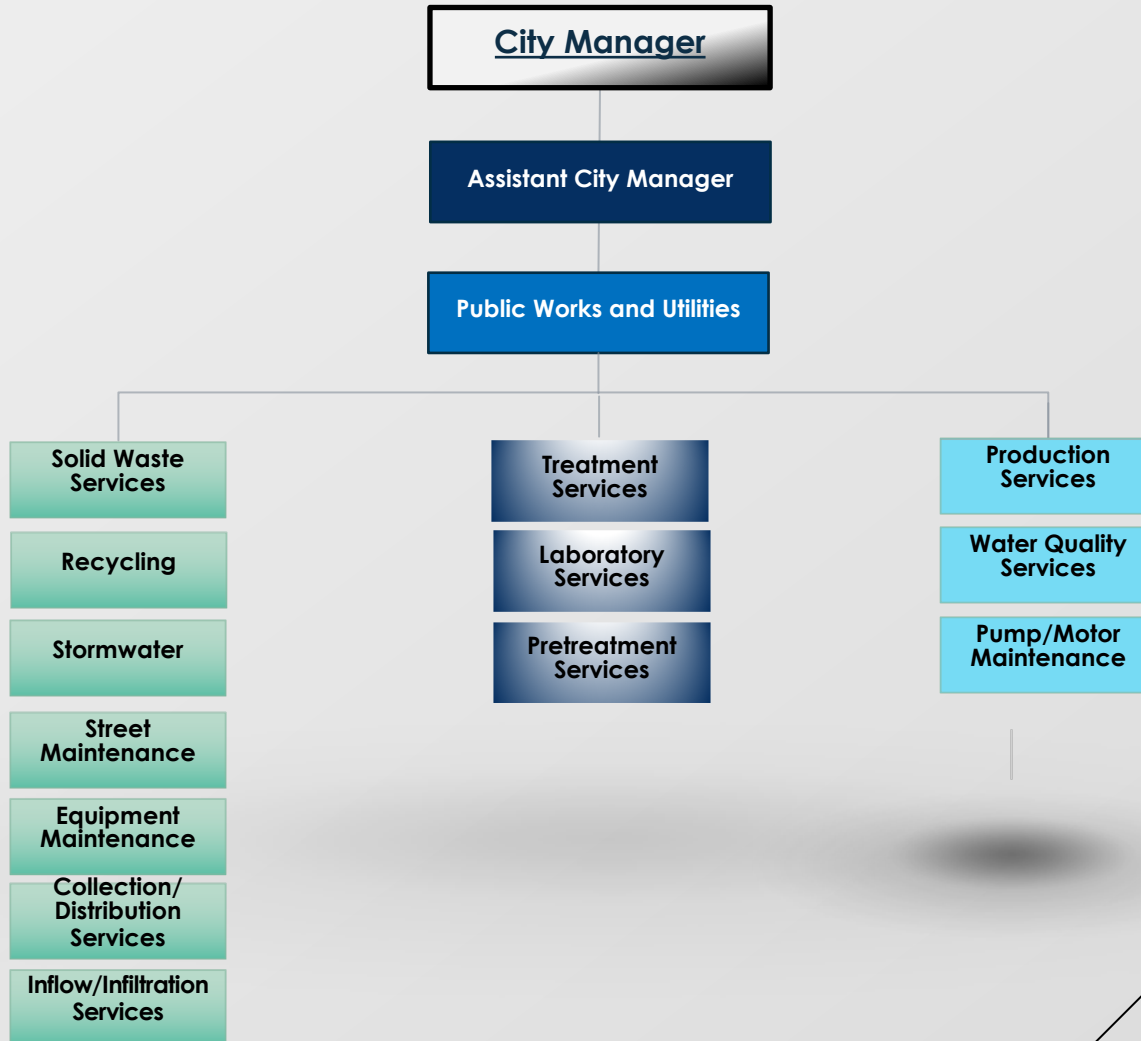 City Manager
Assistant City Manager
Public Works and Utilities
Solid Waste
Services
Recycling
Stormwater
Street
Maintenance
Equipment
Maintenance
Collection/
Distribution
Services
Inflow/Infiltration
Services
Treatment
Services
Laboratory
Services
Pretreatment
Services
Production
Services
Water Quality
Services
Pump/Motor
Maintenance